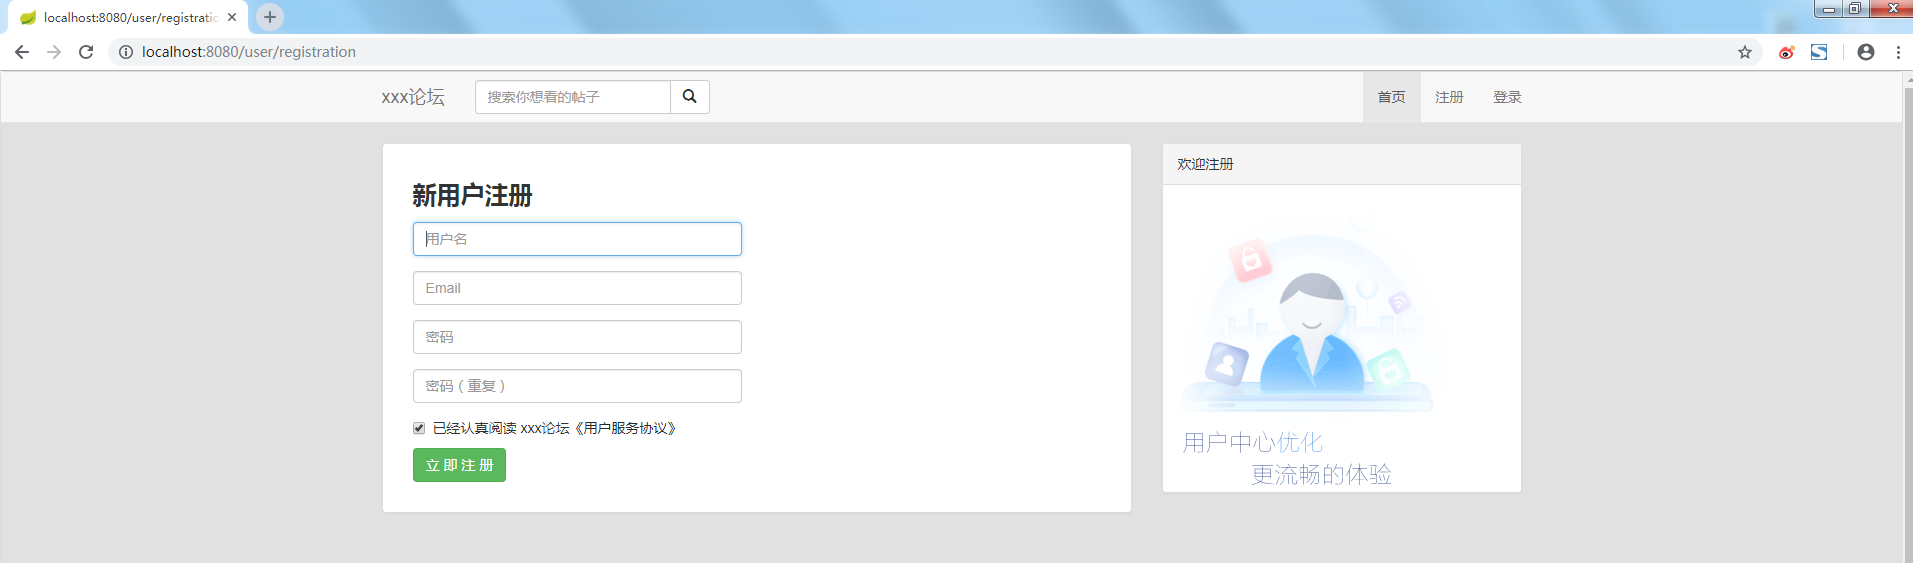 localhost:8080/user/registratio
localhost:8080/user/registration
xxx论坛
搜索你想看的帖子
首页
注册
登录
新用户注册
用户名
Email
密码
密码（重复）
已经认真阅读 xxx论坛《用户服务协议》
立 即 注 册
欢迎注册
用户中心优化
更流畅的体验